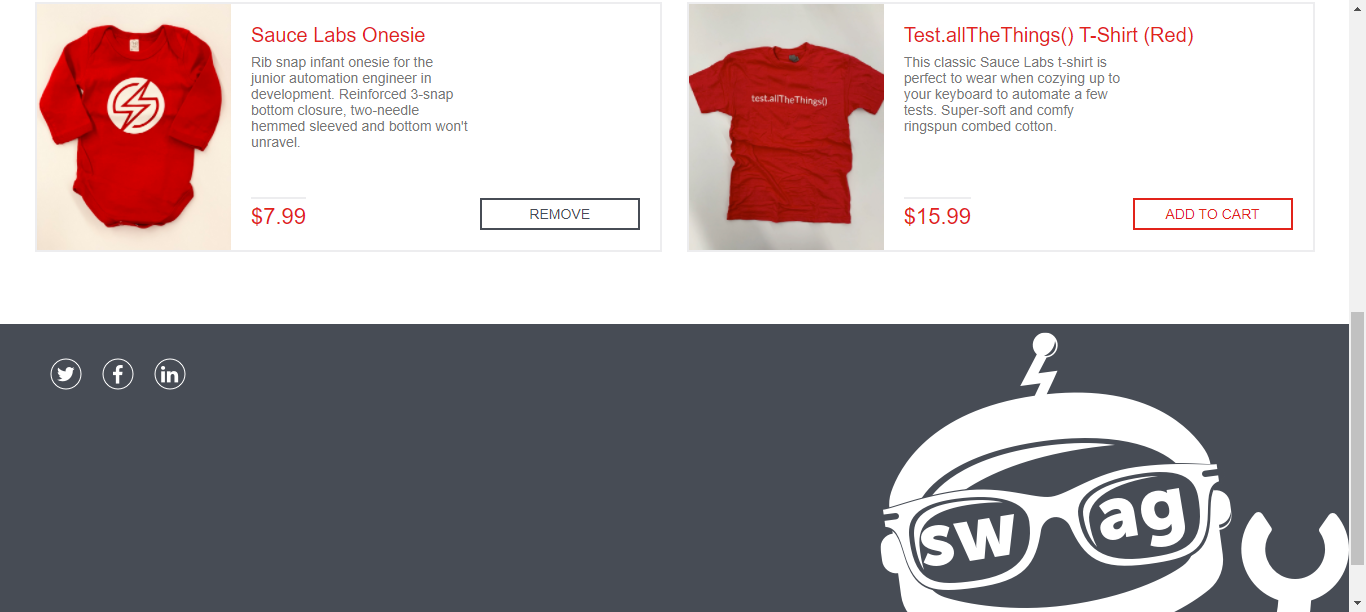 Sauce Labs Onesie
Rib snap infant onesie for the
junior automation engineer in
development. Reinforced 3-snap
bottom closure, two-needle
hemmed sleeved and bottom won't
unravel.
$7.99
REMOVE
test.allTheThings()
Test.allTheThings() T-Shirt (Red)
This classic Sauce Labs t-shirt is
perfect to wear when cozying up to
your keyboard to automate a few
tests. Super-soft and comfy
ringspun combed cotton.
$15.99
ADD TO CART
swag